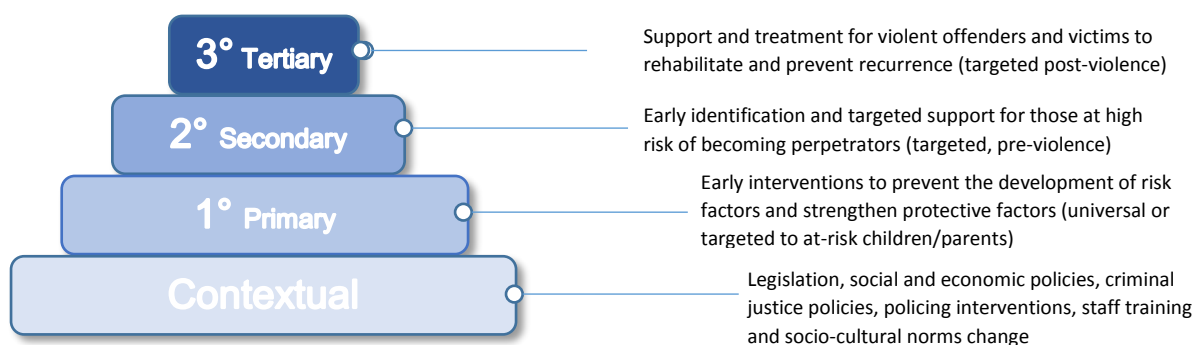 3° Tertiary
Support and treatment for violent offenders and victims to
rehabilitate and prevent recurrence (targeted post-violence)
2° Secondary
Early identification and targeted support for those at high
risk of becoming perpetrators (targeted, pre-violence)
1° Primary
Early interventions to prevent the development of risk
factors and strengthen protective factors (universal or
targeted to at-risk children/parents)
Contextual
Legislation, social and economic policies, criminal
justice policies, policing interventions, staff training
and socio-cultural norms change